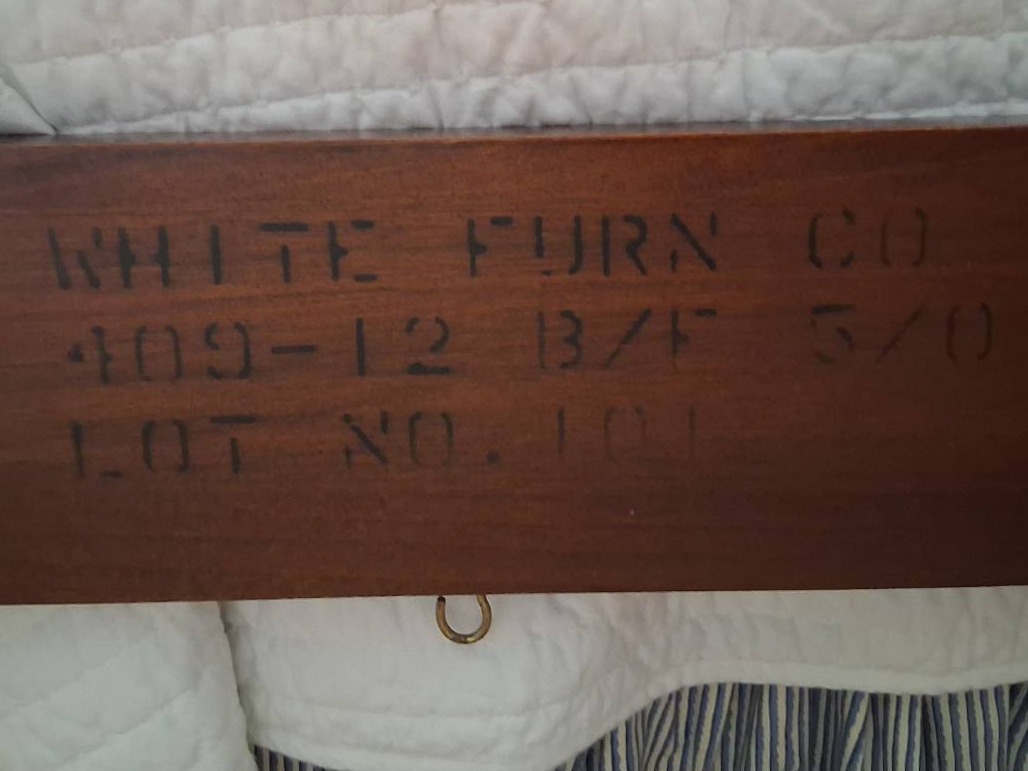 WHITE FURN CO
409-12 B/F 5/0
LOT NO. 101